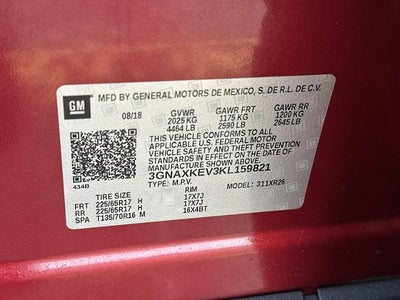 GM
MFD BY GENERAL MOTORS DE MEXICO, S. DE R.L. DE C.V.
08/18 GVWR GAWR FRT GAWR RR
2025 KG 1175 KG 1200 KG
4464 LB 2590 LB 2645 LB
THIS VEHICLE CONFORMS TO ALL
APPLICABLE U.S. FEDERAL MOTOR
VEHICLE SAFETY, BUMPER, AND THEFT
PREVENTION STANDARDS IN EFFECT
ON THE DATE OF MANUFACTURE
SHOWN ABOVE.
3GNAXKEV3KL159821
434B TYPE: M.P.V. MODEL: 311XR26
TIRE SIZE RIM
FRT 225/65R17 H 17X7J
RR 225/65R17 H 17X7J
SPA T135/70R16 M 16X4BT